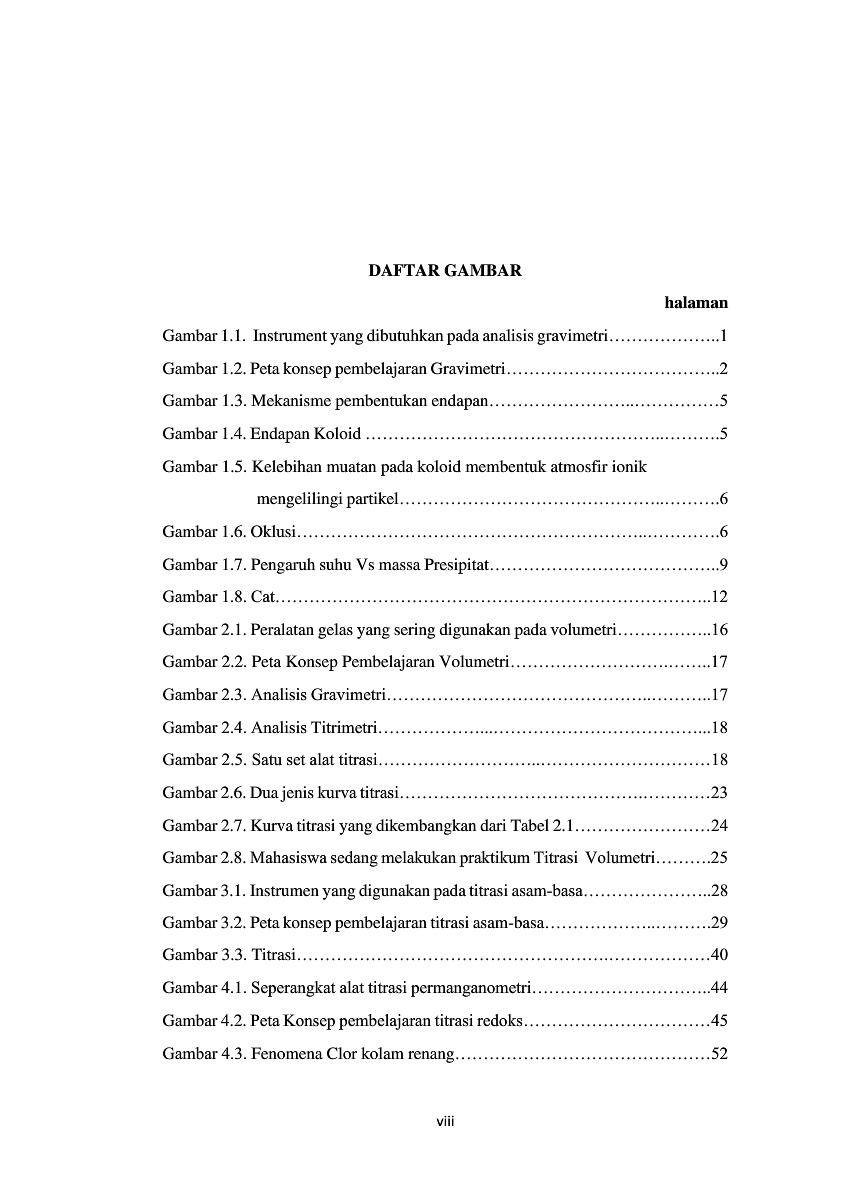 DAFTAR GAMBAR
halaman
Gambar 1.1.  Instrument yang dibutuhkan pada analisis gravimetri………………..1
Gambar 1.2. Peta konsep pembelajaran Gravimetri………………………………..2
Gambar 1.3. Mekanisme pembentukan endapan……………………..……………5
Gambar 1.4. Endapan Koloid ……………………………………………..……….5
Gambar 1.5. Kelebihan muatan pada koloid membentuk atmosfir ionik
mengelilingi partikel………………………………………..……….6
Gambar 1.6. Oklusi……………………………………………………..………….6
Gambar 1.7. Pengaruh suhu Vs massa Presipitat…………………………………..9
Gambar 1.8. Cat…………………………………………………………………..12
Gambar 2.1. Peralatan gelas yang sering digunakan pada volumetri……………..16
Gambar 2.2. Peta Konsep Pembelajaran Volumetri……………………….……..17
Gambar 2.3. Analisis Gravimetri………………………………………..………..17
Gambar 2.4. Analisis Titrimetri………………..………………………………...18
Gambar 2.5. Satu set alat titrasi………………………..…………………………18
Gambar 2.6. Dua jenis kurva titrasi……………………………………..…………23
Gambar 2.7. Kurva titrasi yang dikembangkan dari Tabel 2.1……………………24
Gambar 2.8. Mahasiswa sedang melakukan praktikum Titrasi  Volumetri……….25
Gambar 3.1. Instrumen yang digunakan pada titrasi asam-basa…………………..28
Gambar 3.2. Peta konsep pembelajaran titrasi asam-basa………………..……….29
Gambar 3.3. Titrasi……………………………………………….………………40
Gambar 4.1. Seperangkat alat titrasi permanganometri…………………………..44
Gambar 4.2. Peta Konsep pembelajaran titrasi redoks……………………………45
Gambar 4.3. Fenomena Clor kolam renang………………………………………52
viii